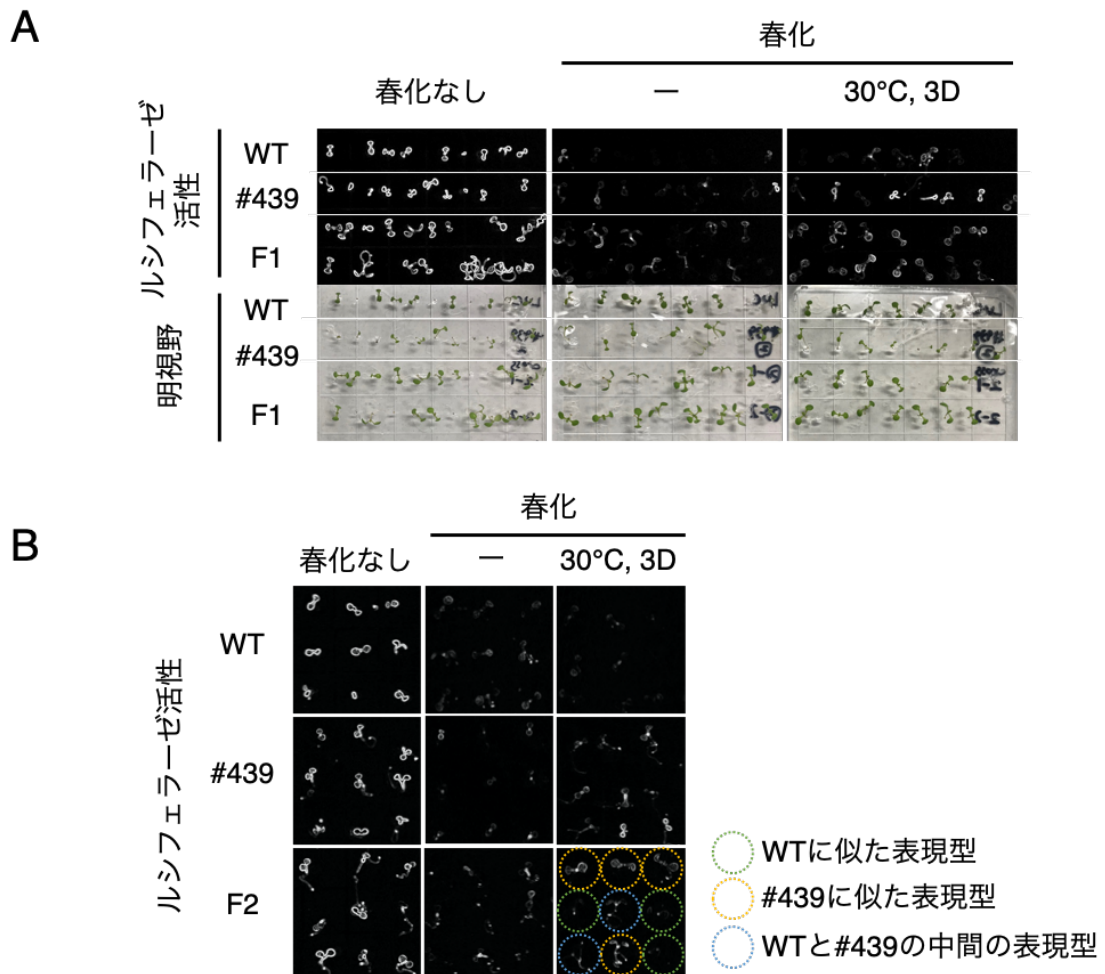 A
春化
春化なし
ー
30°C, 3D
ルシフェラーゼ
活性
WT
#439
F1
明視野
WT
#439
F1
B
春化
春化なし
ー
30°C, 3D
ルシフェラーゼ活性
WT
#439
F2
WTに似た表現型
#439に似た表現型
WTと#439の中間の表現型